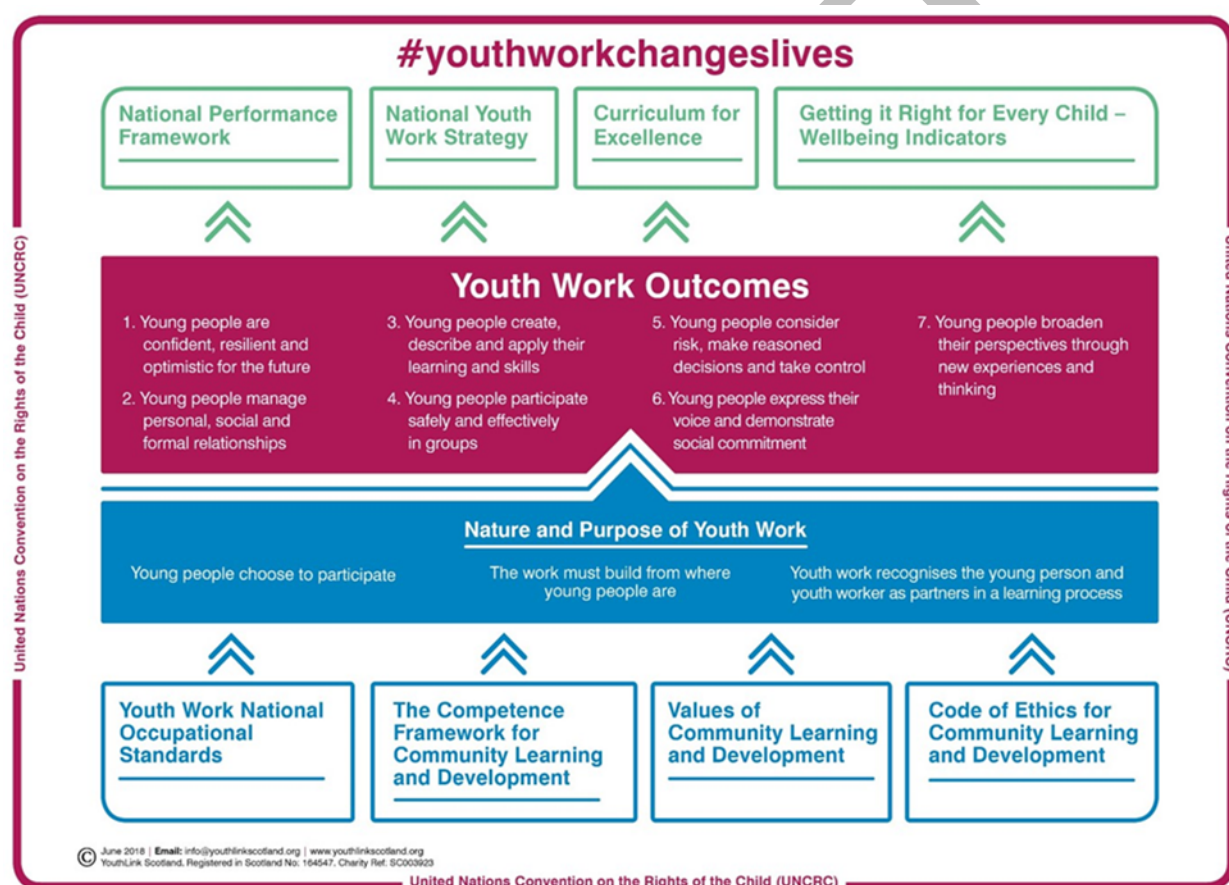 #youthworkchangeslives
National Performance
Framework
National Youth
Work Strategy
Curriculum for
Excellence
Getting it Right for Every Child –
Wellbeing Indicators
Youth Work Outcomes
1. Young people are
confident, resilient and
optimistic for the future
2. Young people manage
personal, social and
formal relationships
3. Young people create,
describe and apply their
learning and skills
4. Young people participate
safely and effectively
in groups
5. Young people consider
risk, make reasoned
decisions and take control
6. Young people express their
voice and demonstrate
social commitment
7. Young people broaden
their perspectives through
new experiences and
thinking
Nature and Purpose of Youth Work
Young people choose to participate
The work must build from where
young people are
Youth work recognises the young person and
youth worker as partners in a learning process
Youth Work National
Occupational
Standards
The Competence
Framework for
Community Learning
and Development
Values of
Community Learning
and Development
Code of Ethics for
Community Learning
and Development
© June 2018 | Email: info@youthlinkscotland.org | www.youthlinkscotland.org
YouthLink Scotland. Registered in Scotland No: 164547. Charity Ref: SC003923
United Nations Convention on the Rights of the Child (UNCRC)
United Nations Convention on the Rights of the Child (UNCRC)
United Nations Convention on the Rights of the Child (UNCRC)